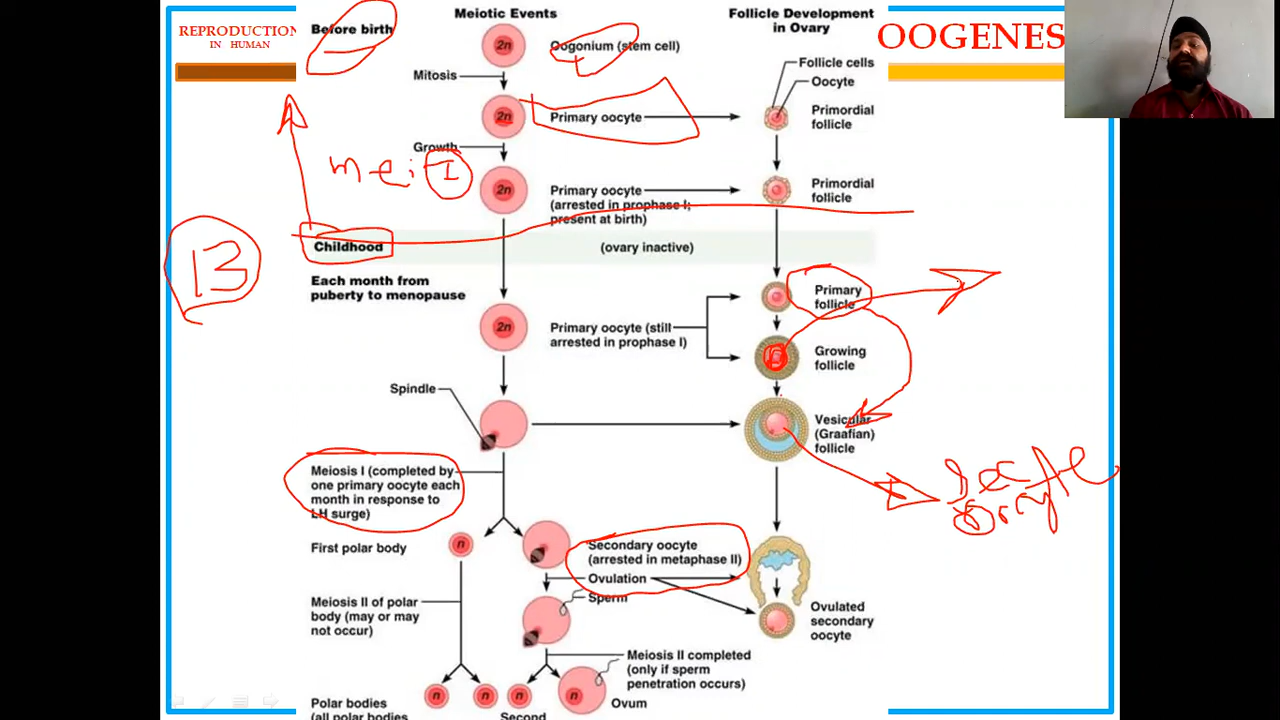 REPRODUCTION
IN HUMAN
OOGENES
Before birth
Meiotic Events
Follicle Development
in Ovary
2n
Oogonium (stem cell)
Mitosis
Follicle cells
Oocyte
2n
Primary oocyte
Primordial
follicle
Growth
Mei. I
2n
Primary oocyte
(arrested in prophase I;
present at birth)
Primordial
follicle
13
Childhood
(ovary inactive)
Each month from
puberty to menopause
Primary
follicle
2n
Primary oocyte (still
arrested in prophase I)
Growing
follicle
Spindle
Vesicular
(Graafian)
follicle
Meiosis I (completed by
one primary oocyte each
month in response to
LH surge)
First polar body
n
Secondary oocyte
(arrested in metaphase II)
Ovulation
Sperm
Meiosis II of polar
body (may or may
not occur)
Ovulated
secondary
oocyte
Meiosis II completed
(only if sperm
penetration occurs)
n
n
n
n
Polar bodies
(all polar bodies
Second
Ovum